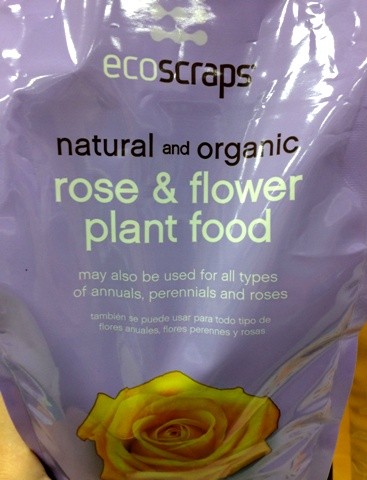 ecoscraps
natural and organic
rose & flower
plant food
may also be used for all types
of annuals, perennials and roses
también se puede usar para todo tipo de
flores anuales, flores perennes y rosas